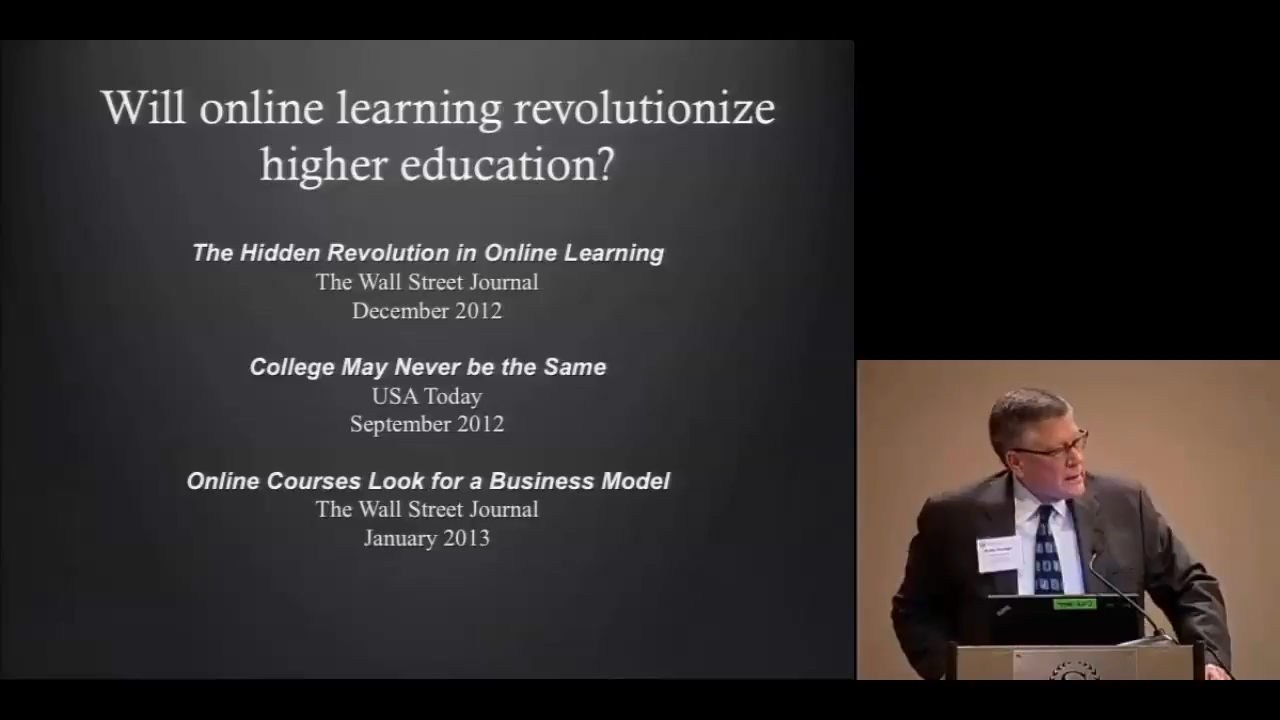 Will online learning revolutionize
higher education?
The Hidden Revolution in Online Learning
The Wall Street Journal
December 2012
College May Never be the Same
USA Today
September 2012
Online Courses Look for a Business Model
The Wall Street Journal
January 2013